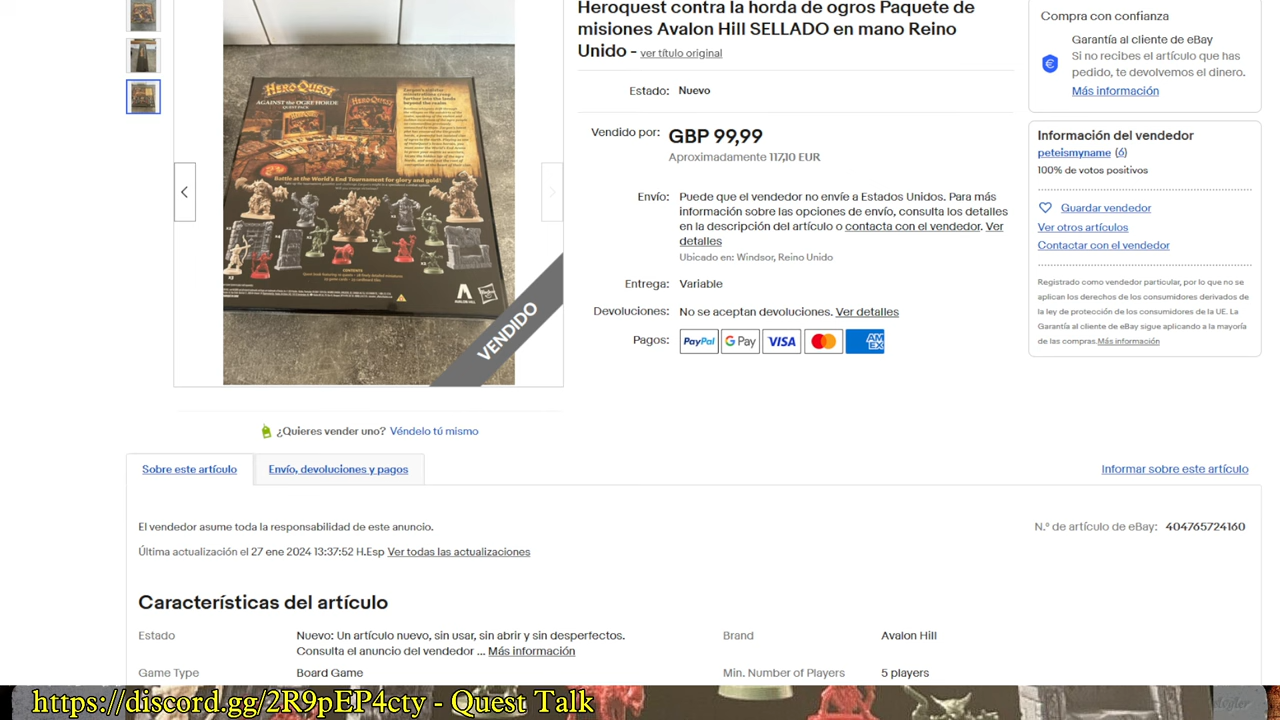 Heroquest contra la horda de ogros Paquete de
misiones Avalon Hill SELLADO en mano Reino
Unido - ver título original
Estado: Nuevo
Vendido por: GBP 99,99
Aproximadamente 117,10 EUR
Envío: Puede que el vendedor no envíe a Estados Unidos. Para más
información sobre las opciones de envío, consulta los detalles
en la descripción del artículo o contacta con el vendedor. Ver
detalles
Ubicado en: Windsor, Reino Unido
Entrega: Variable
Devoluciones: No se aceptan devoluciones. Ver detalles
Pagos: PayPal G Pay VISA AM EX
Compra con confianza
Garantía al cliente de eBay
Si no recibes el artículo que has
pedido, te devolvemos el dinero.
Más información
Información del vendedor
peteismyname (6)
100% de votos positivos
Guardar vendedor
Ver otros artículos
Contactar con el vendedor
Registrado como vendedor particular, por lo que no se
aplican los derechos de los consumidores derivados de
la ley de protección de los consumidores de la UE. La
Garantía al cliente de eBay sigue aplicando a la mayoría
de las compras.Más información
HEROQUEST
AGAINST THE OGRE HORDE
QUEST PACK
Battle at the World's End Tournament for glory and gold!
CONTENTS
AVALON HILL
Hasbro
VENDIDO
¿Quieres vender uno? Véndelo tú mismo
Sobre este artículo
Envío, devoluciones y pagos
Informar sobre este artículo
El vendedor asume toda la responsabilidad de este anuncio.
N.º de artículo de eBay: 404765724160
Última actualización el 27 ene 2024 13:37:52 H.Esp Ver todas las actualizaciones
Características del artículo
Estado
Nuevo: Un artículo nuevo, sin usar, sin abrir y sin desperfectos.
Consulta el anuncio del vendedor ... Más información
Brand
Avalon Hill
Game Type
Board Game
Min. Number of Players
5 players
https://discord.gg/2R9pEP4cty - Quest Talk